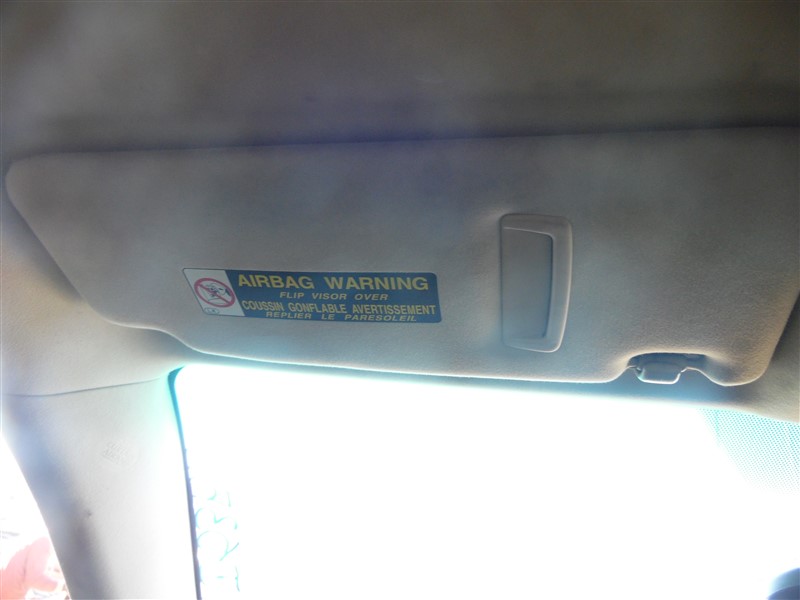 AIRBAG WARNING
FLIP VISOR OVER
COUSSIN GONFLABLE AVERTISSEMENT
REPLIER LE PARESOLEIL